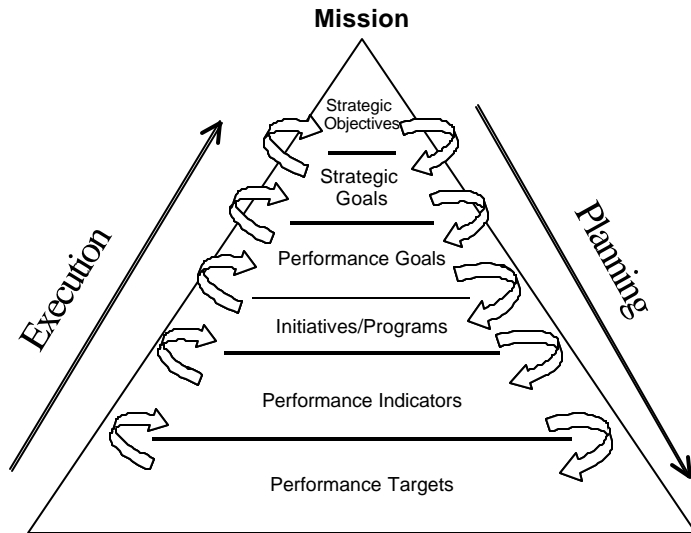 Mission
Strategic
Objectives
Strategic
Goals
Performance Goals
Initiatives/Programs
Performance Indicators
Performance Targets
Execution
Planning